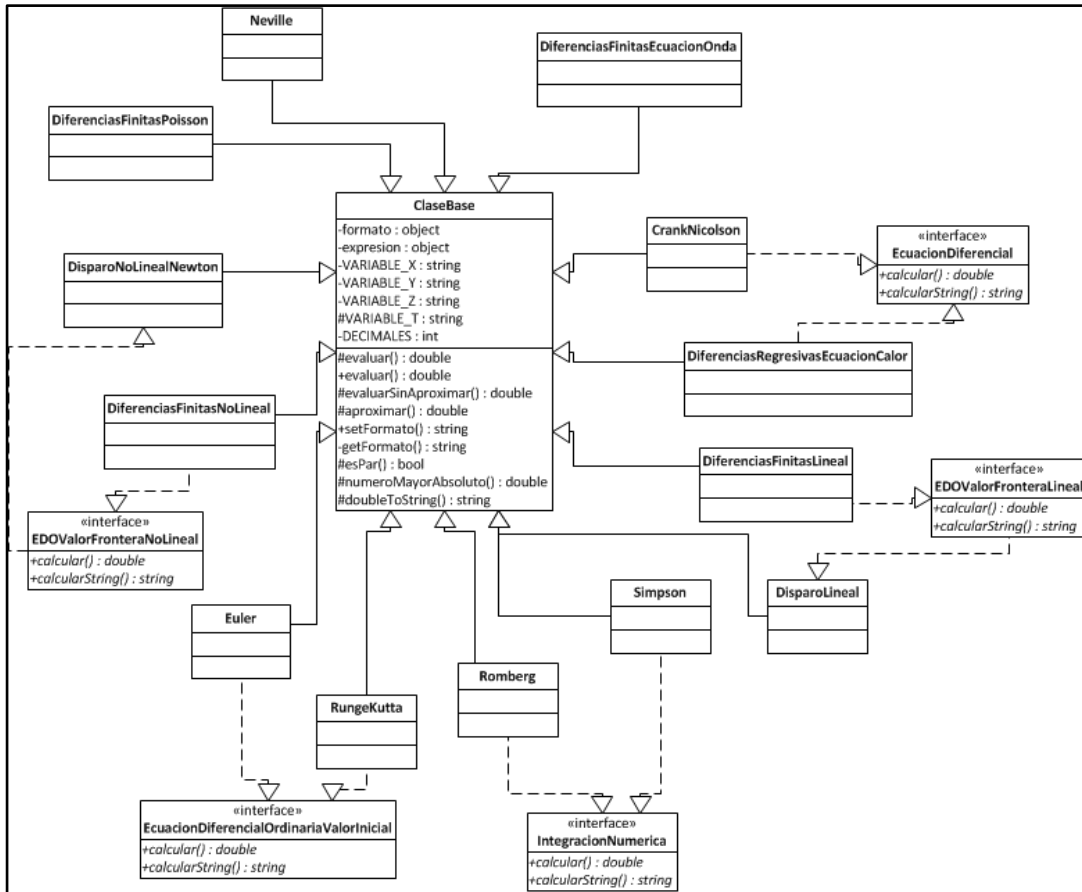 Neville
DiferenciasFinitasEcuacionOnda
DiferenciasFinitasPoisson
ClaseBase
-formato : object
-expresion : object
-VARIABLE_X : string
-VARIABLE_Y : string
-VARIABLE_Z : string
#VARIABLE_T : string
-DECIMALES : int
#evaluar() : double
+evaluar() : double
#evaluarSinAproximar() : double
#aproximar() : double
+setFormato() : string
-getFormato() : string
#esPar() : bool
#numeroMayorAbsoluto() : double
#doubleToString() : string
CrankNicolson
«interface»
EcuacionDiferencial
+calcular() : double
+calcularString() : string
DisparoNoLinealNewton
DiferenciasRegresivasEcuacionCalor
DiferenciasFinitasNoLineal
DiferenciasFinitasLineal
«interface»
EDOValorFronteraLineal
+calcular() : double
+calcularString() : string
«interface»
EDOValorFronteraNoLineal
+calcular() : double
+calcularString() : string
Simpson
DisparoLineal
Euler
Romberg
RungeKutta
«interface»
EcuacionDiferencialOrdinariaValorInicial
+calcular() : double
+calcularString() : string
«interface»
IntegracionNumerica
+calcular() : double
+calcularString() : string